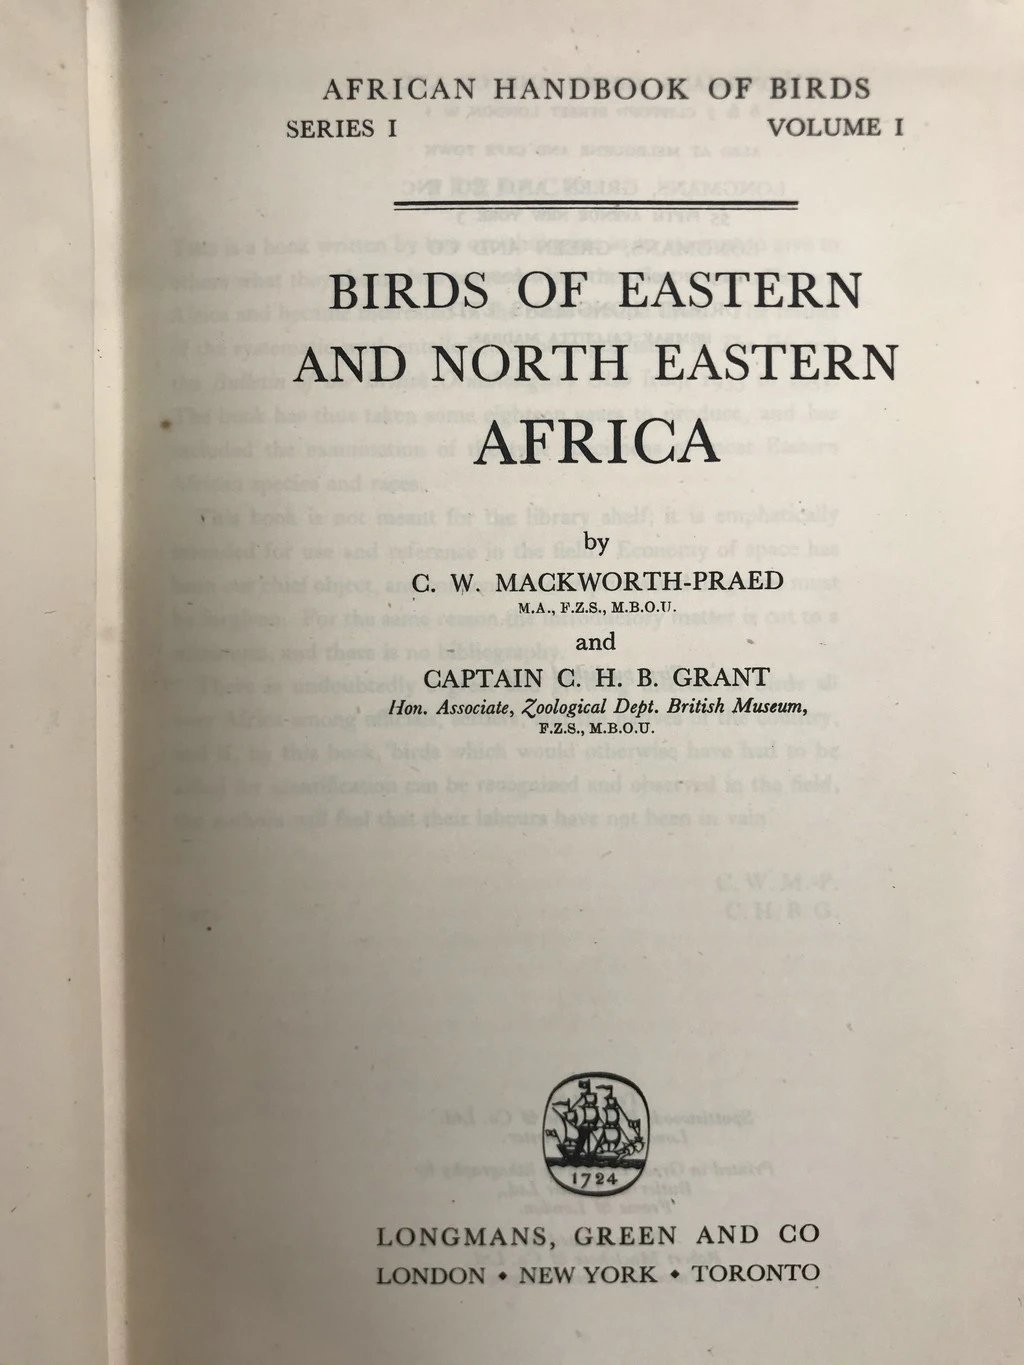 AFRICAN HANDBOOK OF BIRDS
SERIES I VOLUME I
BIRDS OF EASTERN
AND NORTH EASTERN
AFRICA
by
C. W. MACKWORTH-PRAED
M.A., F.Z.S., M.B.O.U.
and
CAPTAIN C. H. B. GRANT
Hon. Associate, Zoological Dept. British Museum,
F.Z.S., M.B.O.U.
1724
LONGMANS, GREEN AND CO
LONDON • NEW YORK • TORONTO